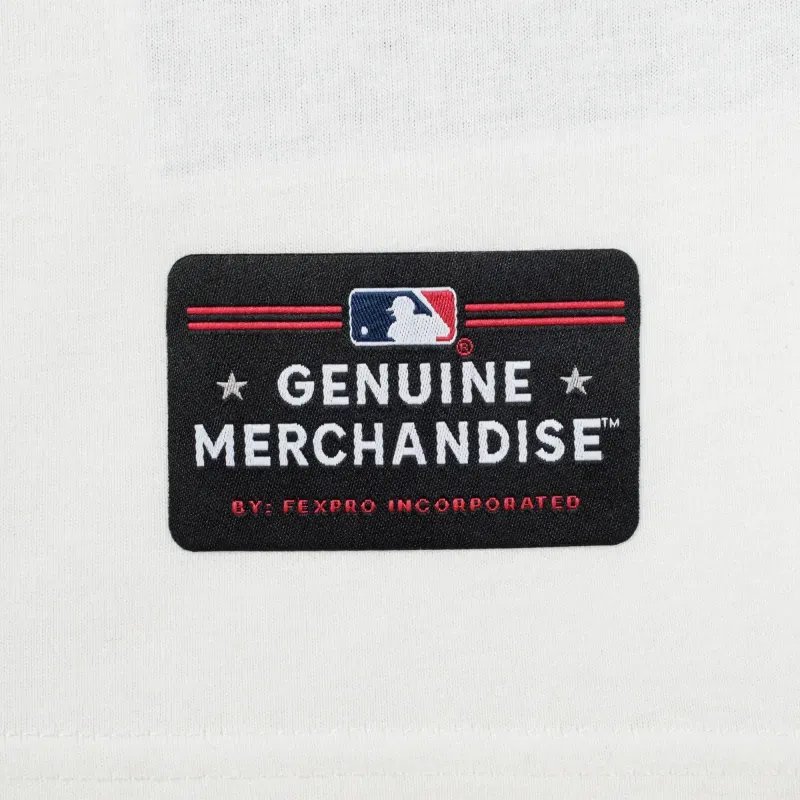 ®
GENUINE
MERCHANDISE™
BY: FEXPRO INCORPORATED